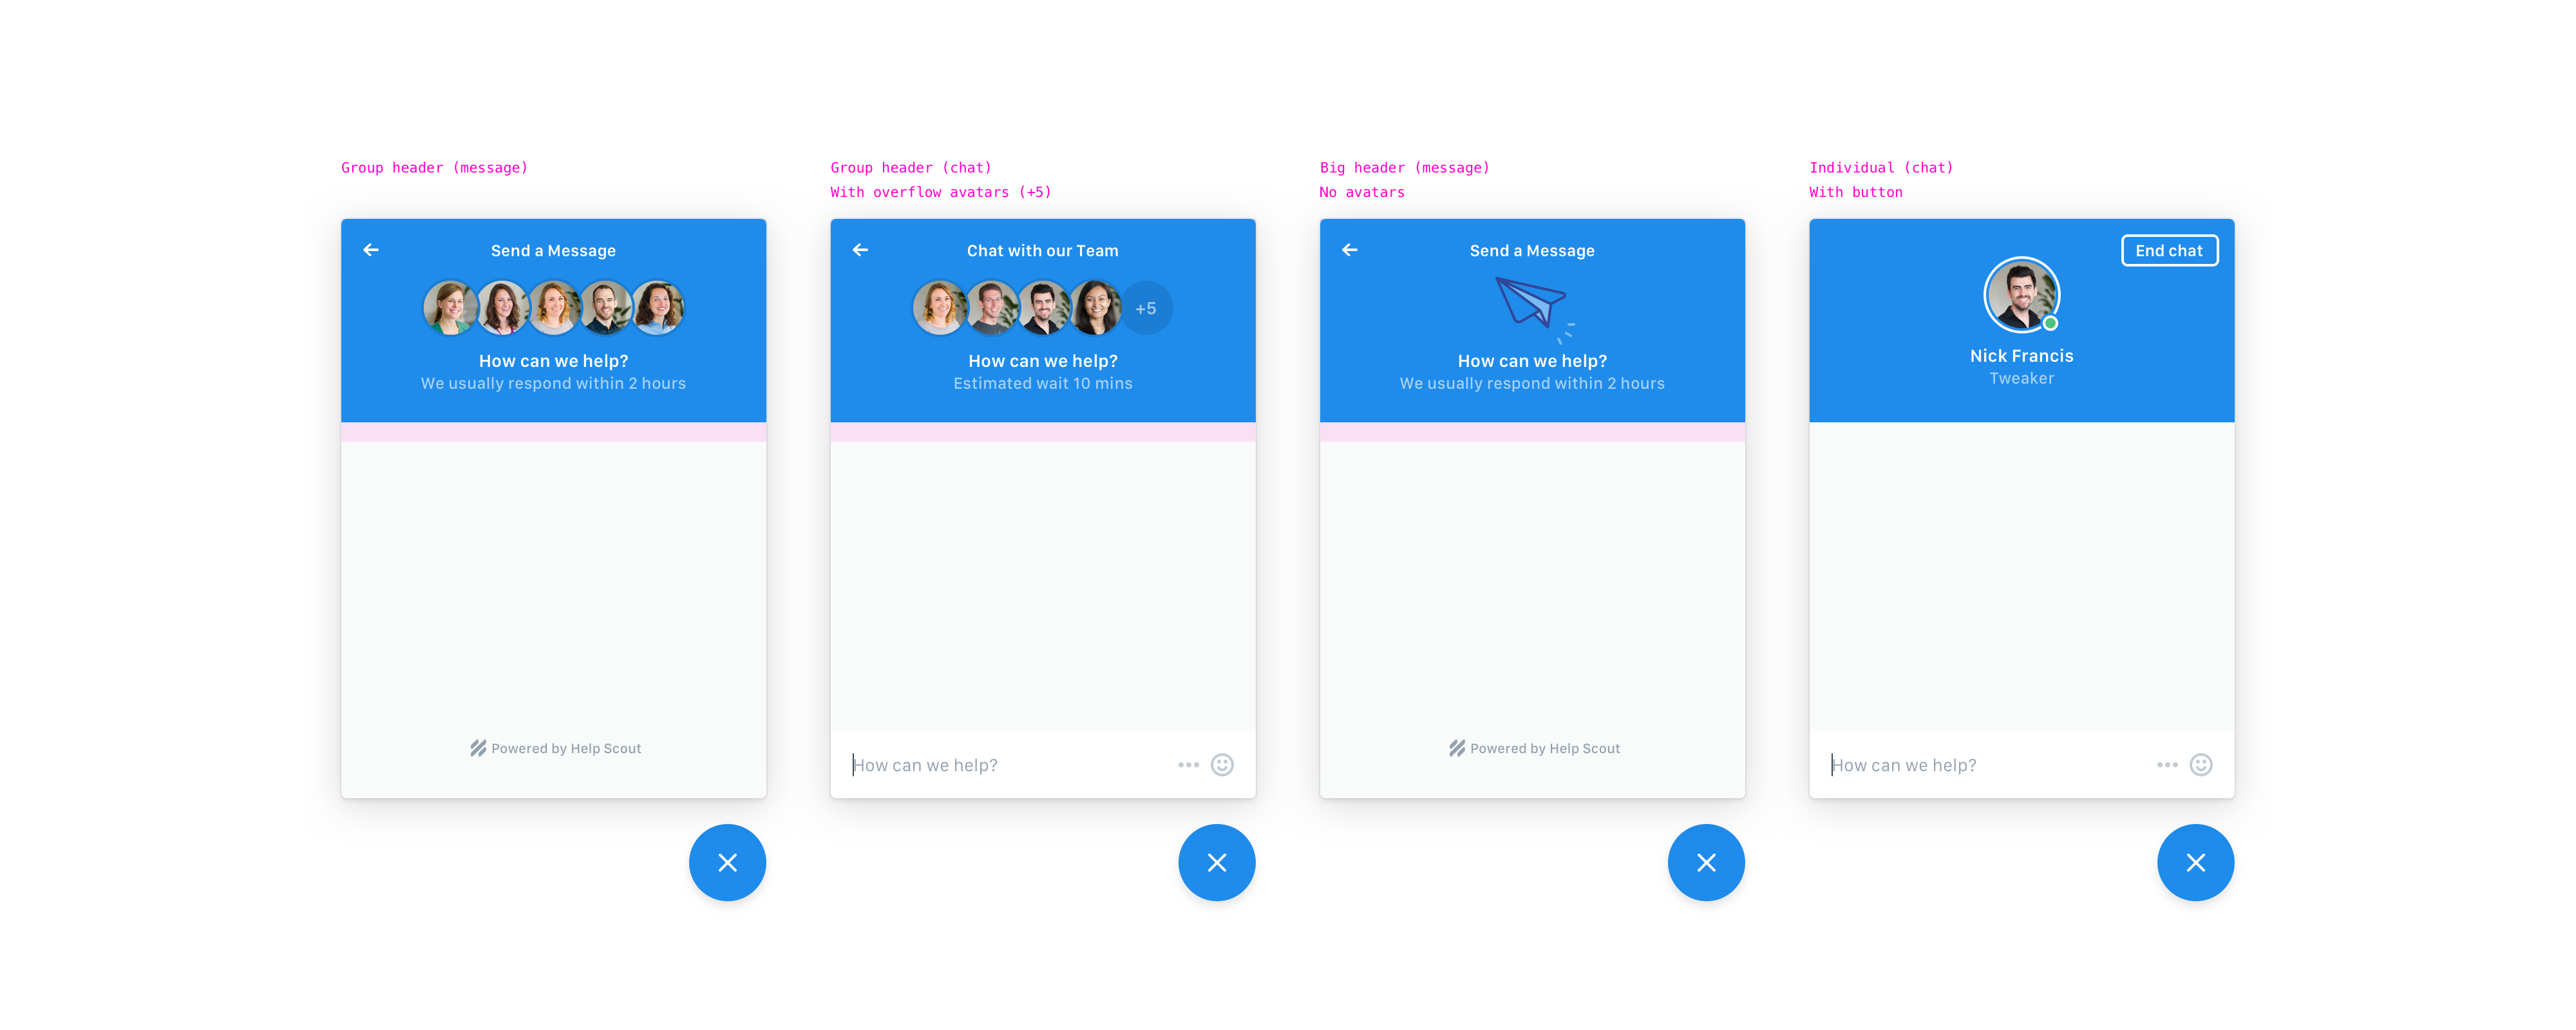 Group header (message)
Group header (chat)
With overflow avatars (+5)
Big header (message)
No avatars
Individual (chat)
With button
Send a Message
How can we help?
We usually respond within 2 hours
Powered by Help Scout
Chat with our Team
+5
How can we help?
Estimated wait 10 mins
How can we help?
Send a Message
How can we help?
We usually respond within 2 hours
Powered by Help Scout
End chat
Nick Francis
Tweaker
How can we help?